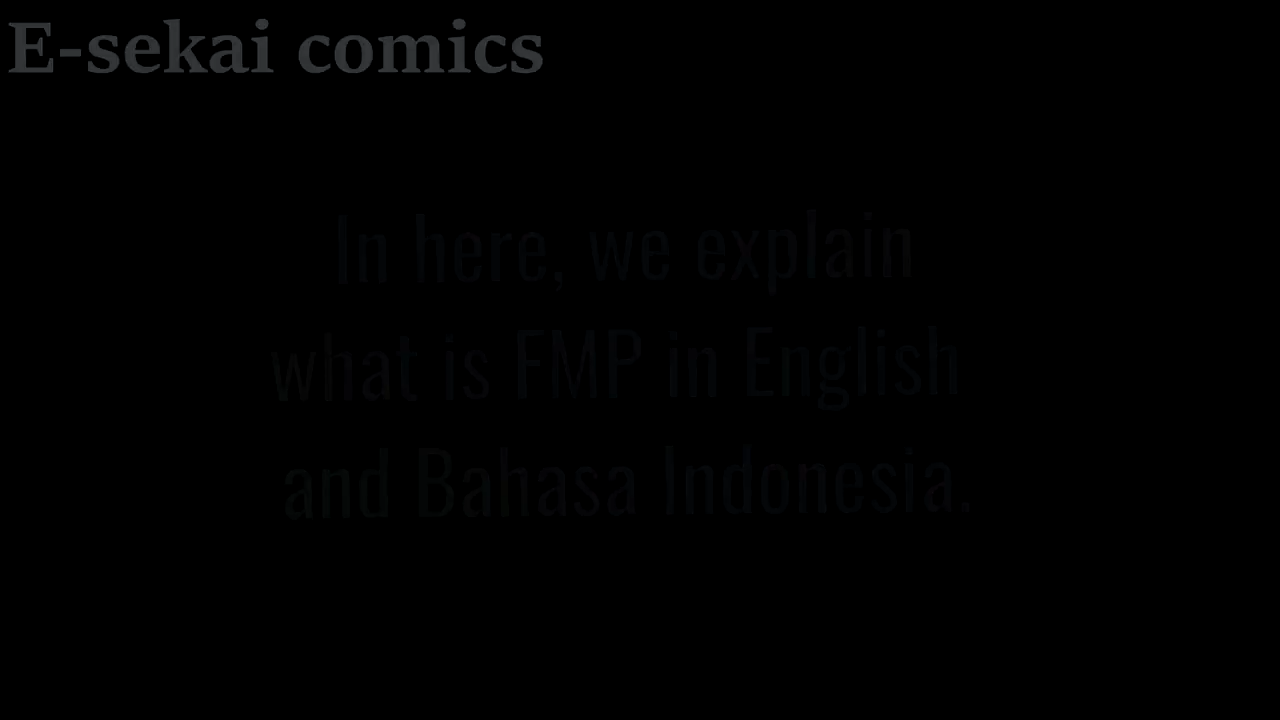 E-sekai comics
In here, we explain
what is FMP in English
and Bahasa Indonesia.